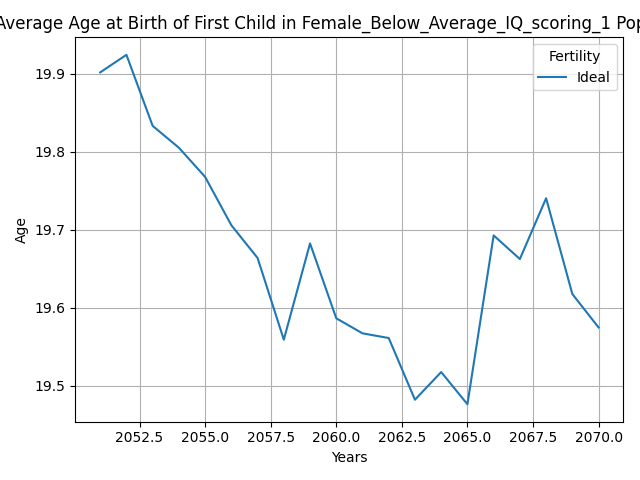 Average Age at Birth of First Child in Female_Below_Average_IQ_scoring_1
Fertility
Ideal
19.9
19.8
19.7
19.6
19.5
Age
2052.5 2055.0 2057.5 2060.0 2062.5 2065.0 2067.5 2070.0
Years